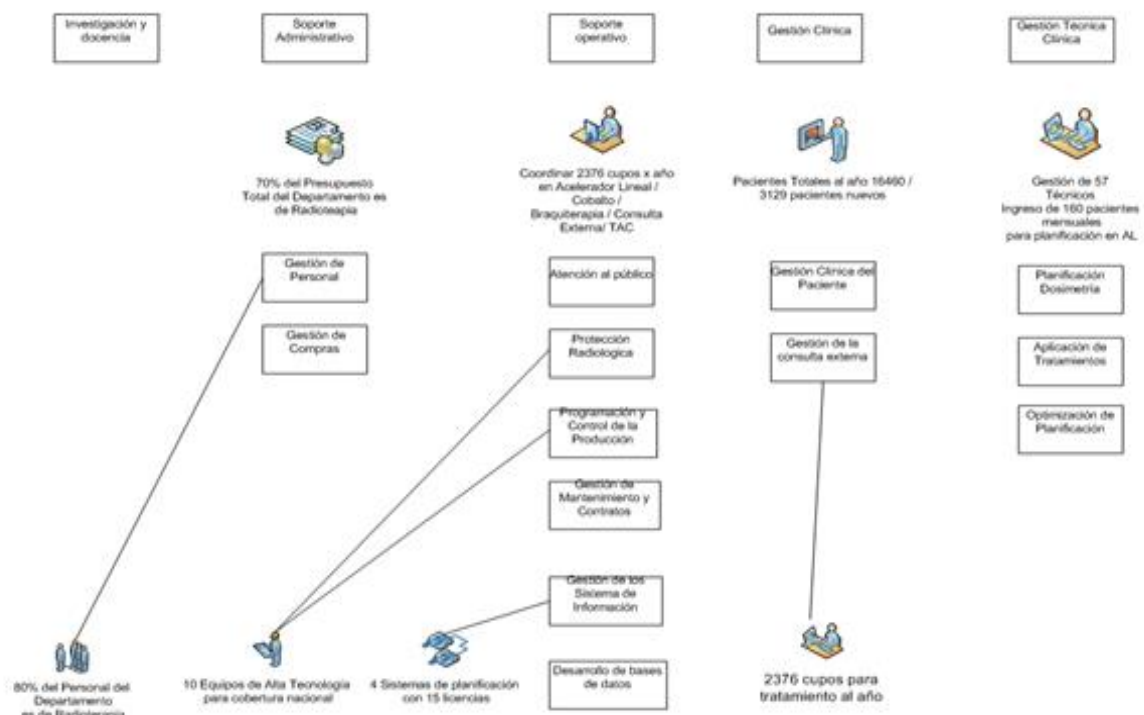 Investigación y
docencia
Soporte
Administrativo
Soporte
operativo
Gestión Clínica
Gestión Técnica
Clínica
70% del Presupuesto
Total del Departamento es
de Radioteapia
Coordinar 2376 cupos x año
en Acelerador Lineal /
Cobalto /
Braquiterapia / Consulta
Externa/ TAC
Pacientes Totales al año 16460 /
3129 pacientes nuevos
Gestión de 57
Técnicos
Ingreso de 160 pacientes
mensuales
para planificación en AL
Gestión de
Personal
Gestión de
Compras
Atención al público
Protección
Radiologica
Programación y
Control de la
Producción
Gestión de
Mantenimiento y
Contratos
Gestión de los
Sistema de
Información
Desarrollo de bases
de datos
Gestión Clínica del
Paciente
Gestión de la
consulta externa
Planificación
Dosimetría
Aplicación de
Tratamientos
Optimización de
Planificación
80% del Personal del
Departamento
es de Radioterapia
10 Equipos de Alta Tecnología
para cobertura nacional
4 Sistemas de planificación
con 15 licencias
2376 cupos para
tratamiento al año